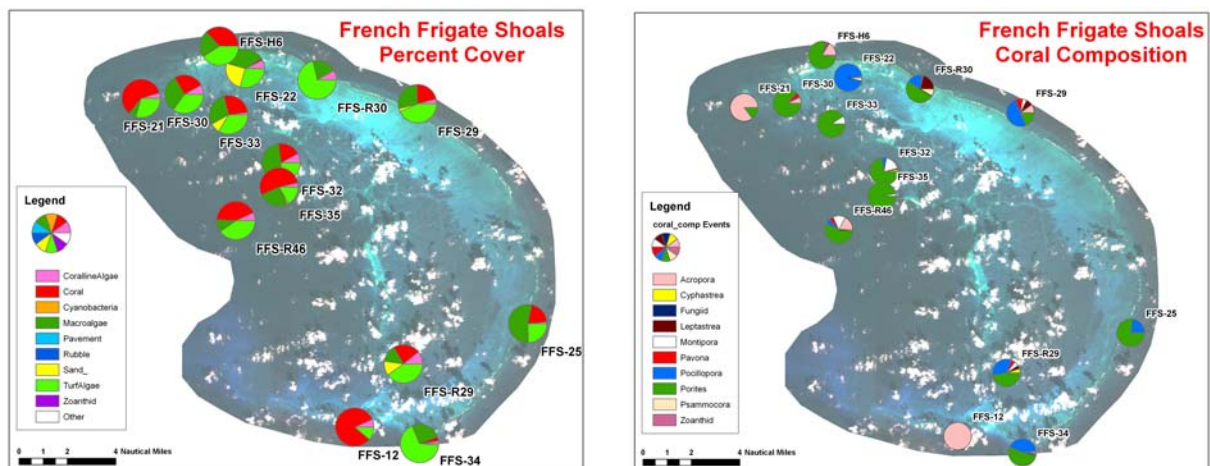 French Frigate Shoals
Percent Cover
FFS-H6
FFS-22
FFS-R30
FFS-29
FFS-21
FFS-30
FFS-33
FFS-32
FFS-35
FFS-R46
FFS-25
FFS-R29
FFS-12
FFS-34
Legend
CorallineAlgae
Coral
Cyanobacteria
Macroalgae
Pavement
Rubble
Sand_
TurfAlgae
Zoanthid
Other
0 1 2 4 Nautical Miles
French Frigate Shoals
Coral Composition
FFS-H6
FFS-22
FFS-R30
FFS-29
FFS-21
FFS-30
FFS-33
FFS-32
FFS-35
FFS-R46
FFS-25
FFS-R29
FFS-12
FFS-34
Legend
coral_comp Events
Acropora
Cyphastrea
Fungiid
Leptastrea
Montipora
Pavona
Pocillopora
Porites
Psammocora
Zoanthid
0 1 2 4 Nautical Miles